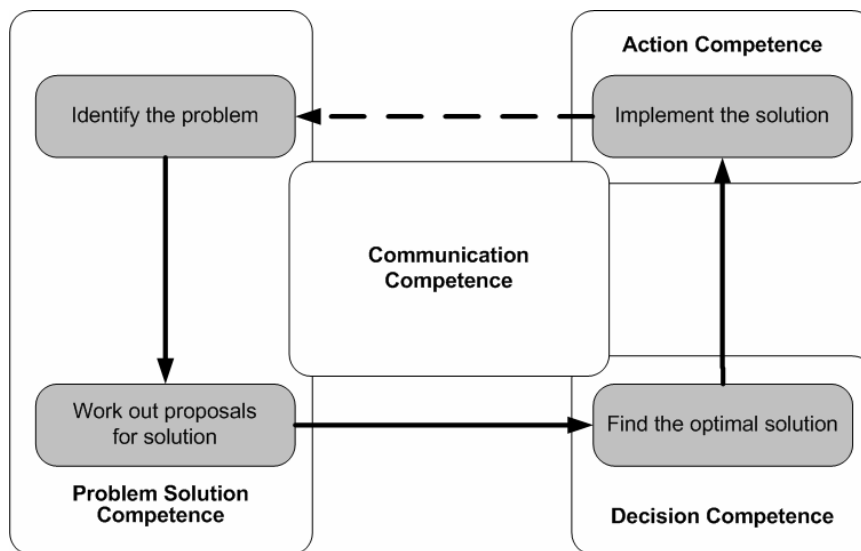 Action Competence
Identify the problem
Implement the solution
Communication
Competence
Work out proposals
for solution
Find the optimal solution
Problem Solution
Competence
Decision Competence